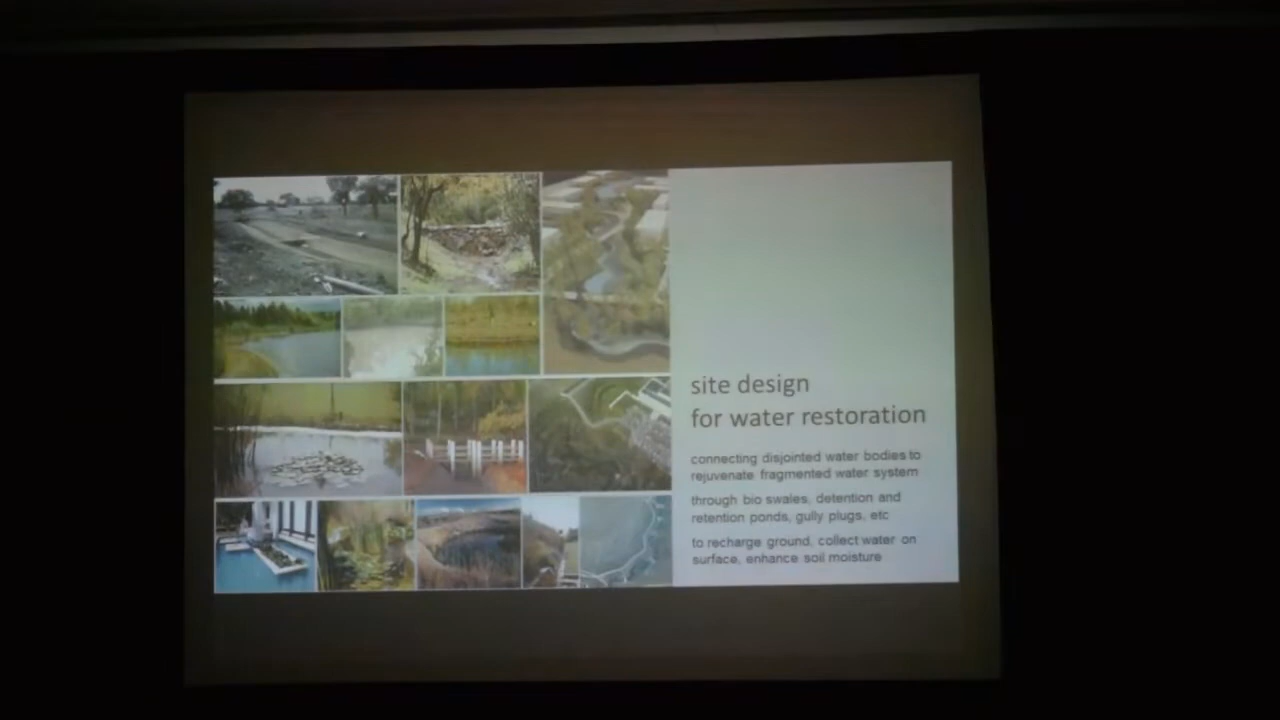 site design
for water restoration
connecting disjointed water bodies to
rejuvenate fragmented water system
through bio swales, detention and
retention ponds, gully plugs, etc
to recharge ground, collect water on
surface, enhance soil moisture